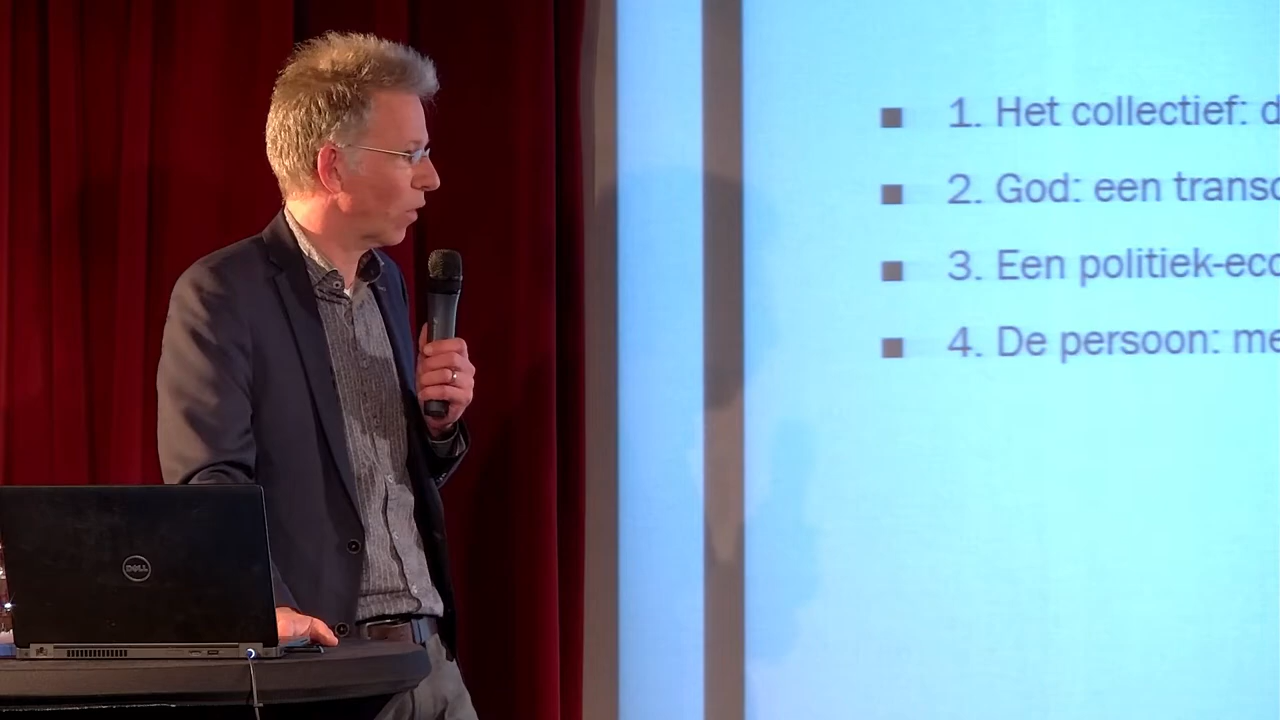 1. Het collectief: d
2. God: een transc
3. Een politiek-eco
4. De persoon: me
DELL